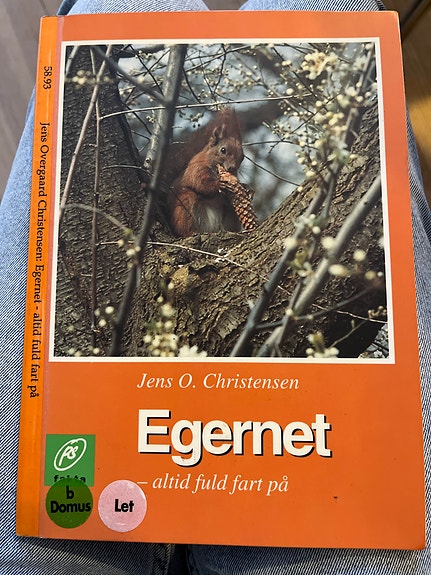 58.93
Jens Overgaard Christensen: Egernet - altid fuld fart på
Jens O. Christensen
Egernet
– altid fuld fart på
fakta
b
Domus
Let